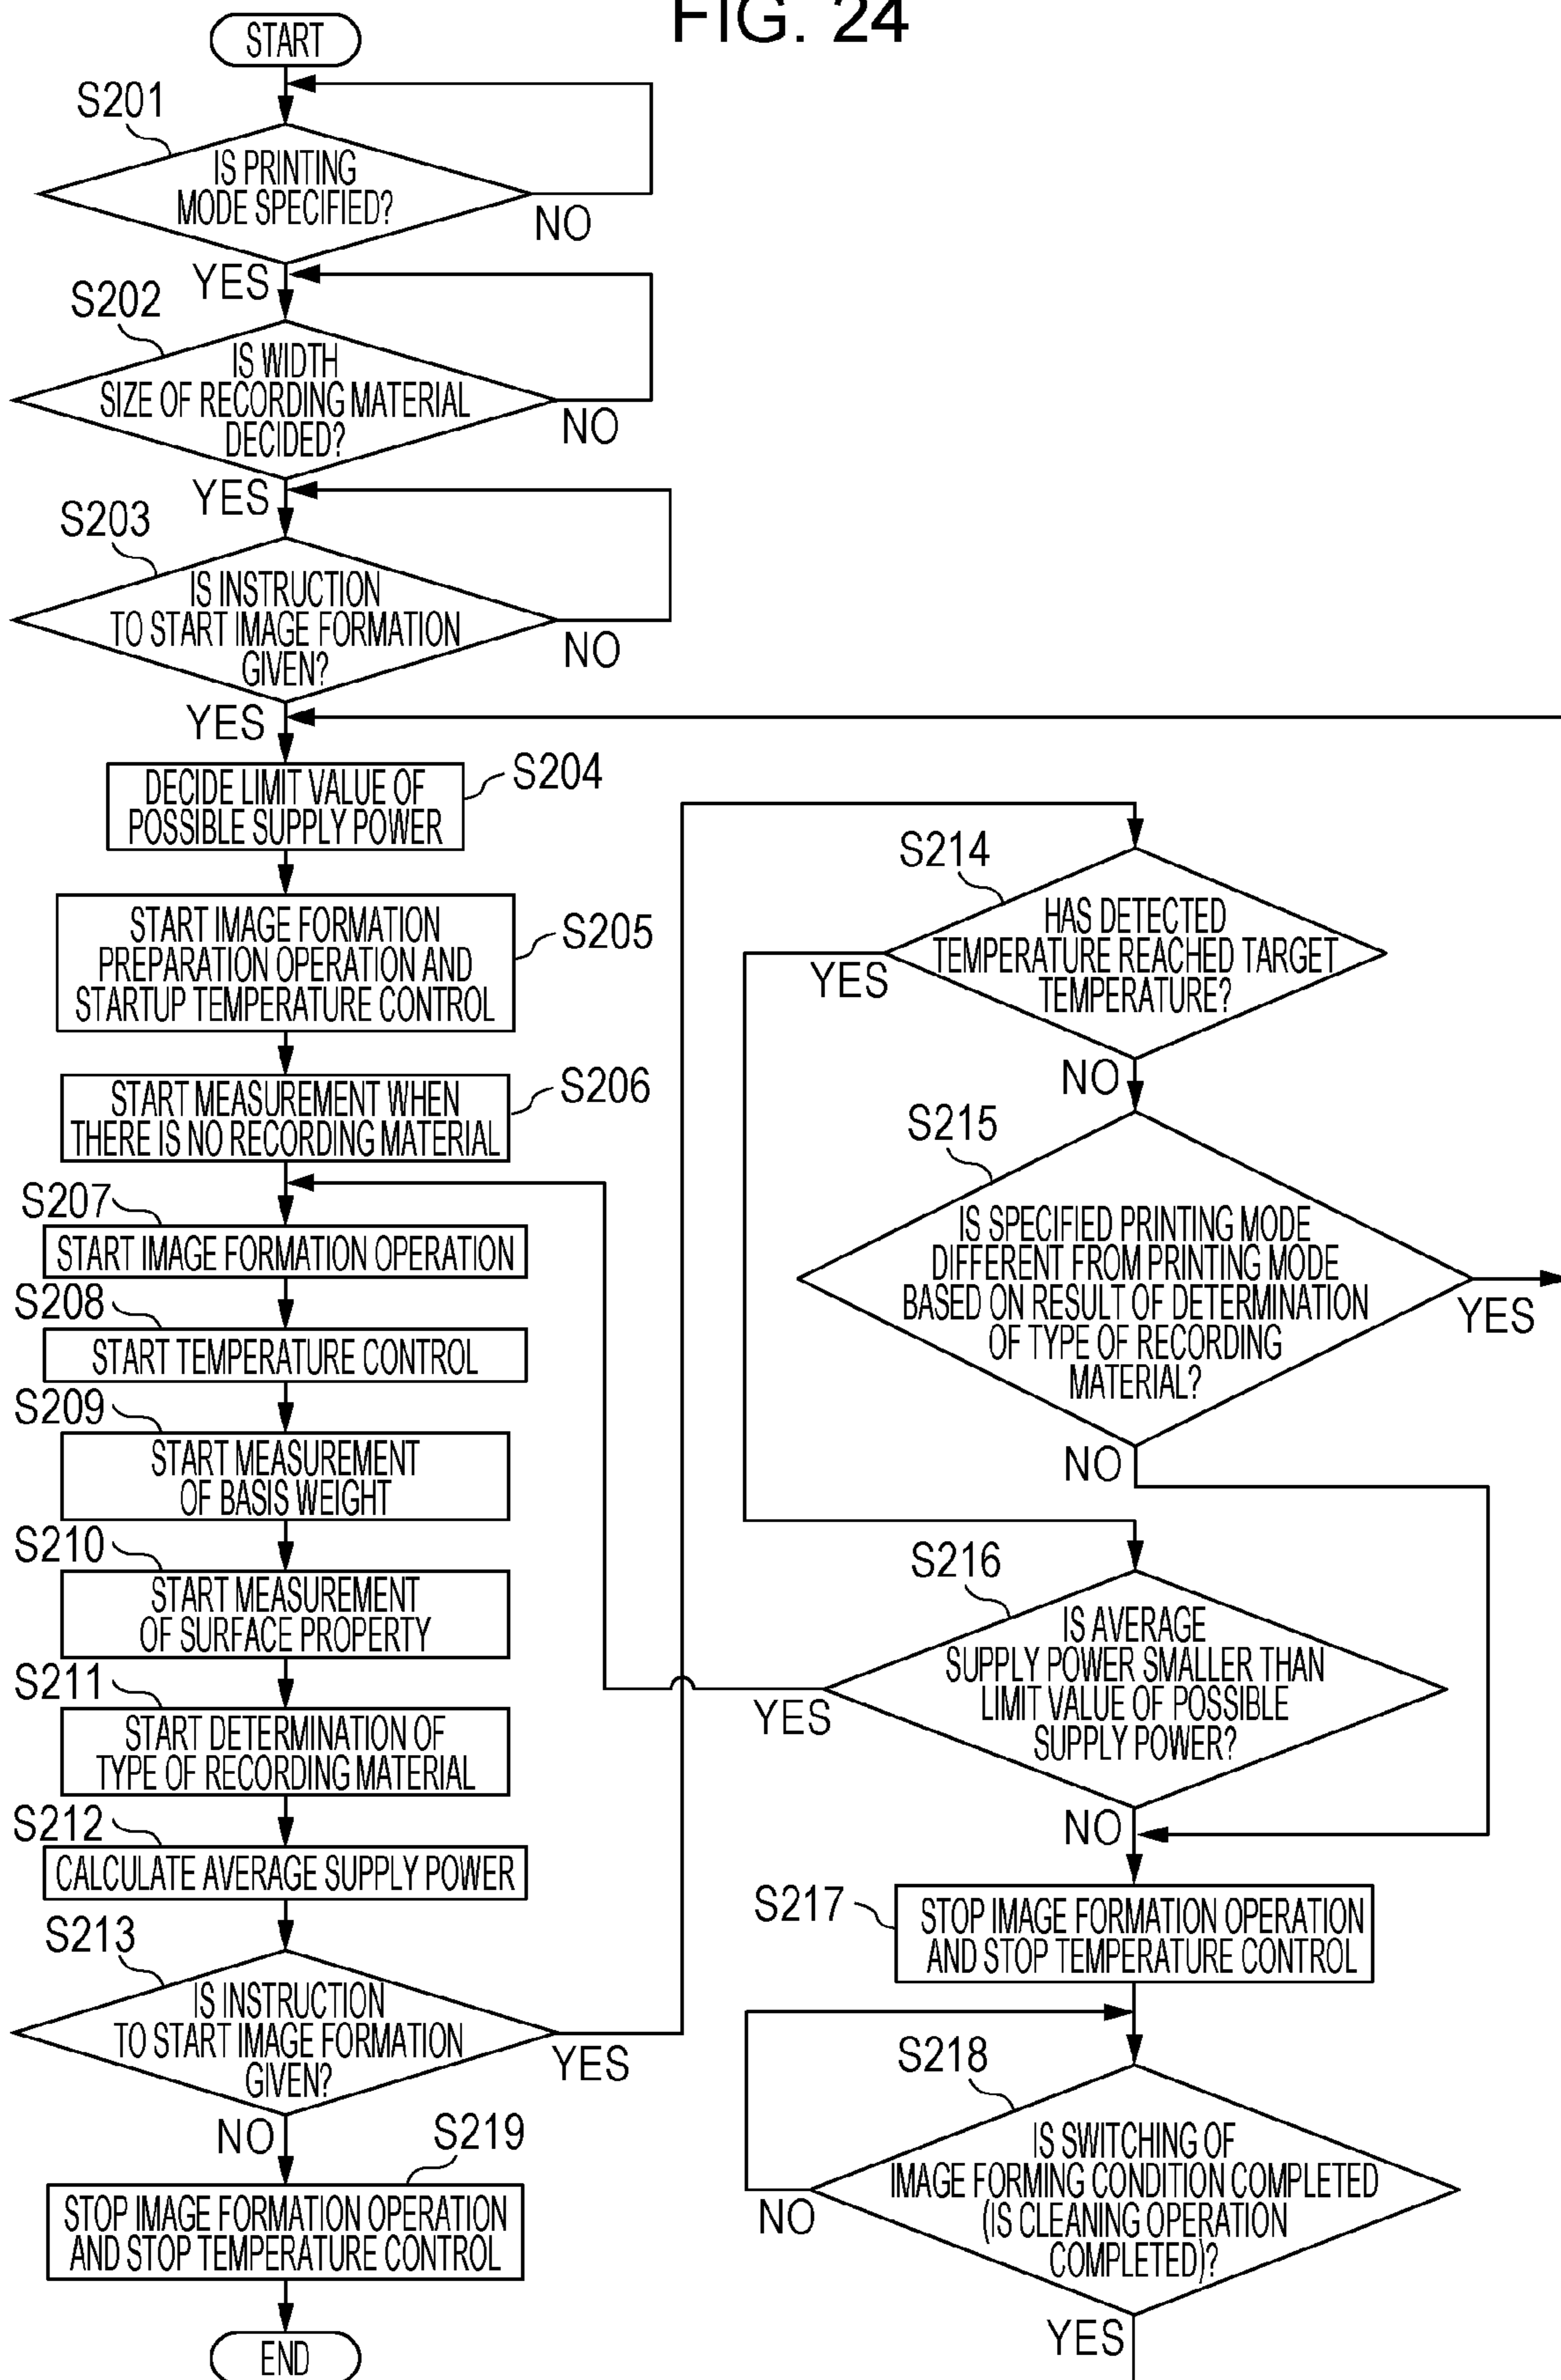 FIG. 24
START
S201
IS PRINTING
MODE SPECIFIED?
NO
YES
S202
IS WIDTH
SIZE OF RECORDING MATERIAL
DECIDED?
NO
YES
S203
IS INSTRUCTION
TO START IMAGE FORMATION
GIVEN?
NO
YES
S204
DECIDE LIMIT VALUE OF
POSSIBLE SUPPLY POWER
S205
START IMAGE FORMATION
PREPARATION OPERATION AND
STARTUP TEMPERATURE CONTROL
S206
START MEASUREMENT WHEN
THERE IS NO RECORDING MATERIAL
S207
START IMAGE FORMATION OPERATION
S208
START TEMPERATURE CONTROL
S209
START MEASUREMENT
OF BASIS WEIGHT
S210
START MEASUREMENT
OF SURFACE PROPERTY
S211
START DETERMINATION OF
TYPE OF RECORDING MATERIAL
S212
CALCULATE AVERAGE SUPPLY POWER
S213
IS INSTRUCTION
TO START IMAGE FORMATION
GIVEN?
YES
NO
S219
STOP IMAGE FORMATION OPERATION
AND STOP TEMPERATURE CONTROL
END
S214
HAS DETECTED
TEMPERATURE REACHED TARGET
TEMPERATURE?
YES
NO
S215
IS SPECIFIED PRINTING MODE
DIFFERENT FROM PRINTING MODE
BASED ON RESULT OF DETERMINATION
OF TYPE OF RECORDING
MATERIAL?
YES
NO
S216
IS AVERAGE
SUPPLY POWER SMALLER THAN
LIMIT VALUE OF POSSIBLE
SUPPLY POWER?
YES
NO
S217
STOP IMAGE FORMATION OPERATION
AND STOP TEMPERATURE CONTROL
S218
IS SWITCHING OF
IMAGE FORMING CONDITION COMPLETED
(IS CLEANING OPERATION
COMPLETED)?
NO
YES